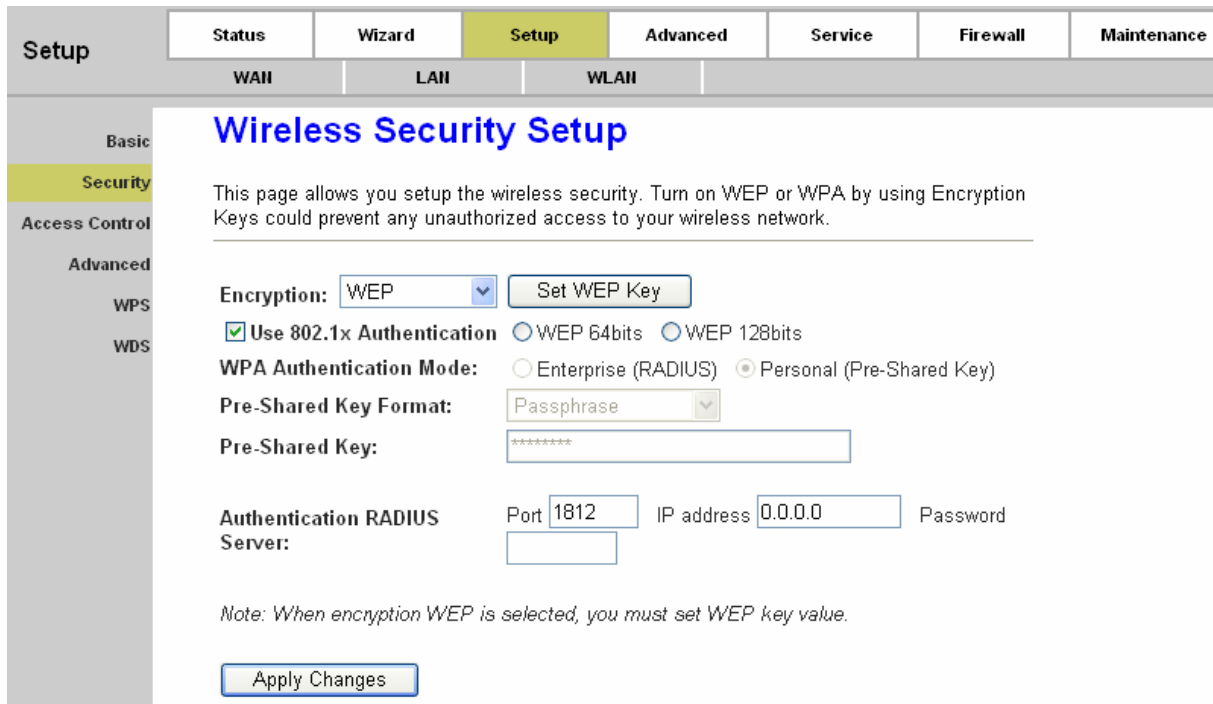 Setup
Status Wizard Setup Advanced Service Firewall Maintenance
WAN LAN WLAN
Basic
Security
Access Control
Advanced
WPS
WDS
Wireless Security Setup
This page allows you setup the wireless security. Turn on WEP or WPA by using Encryption
Keys could prevent any unauthorized access to your wireless network.
Encryption: WEP Set WEP Key
Use 802.1x Authentication WEP 64bits WEP 128bits
WPA Authentication Mode: Enterprise (RADIUS) Personal (Pre-Shared Key)
Pre-Shared Key Format: Passphrase
Pre-Shared Key: ********
Authentication RADIUS Port 1812 IP address 0.0.0.0 Password
Server:
Note: When encryption WEP is selected, you must set WEP key value.
Apply Changes